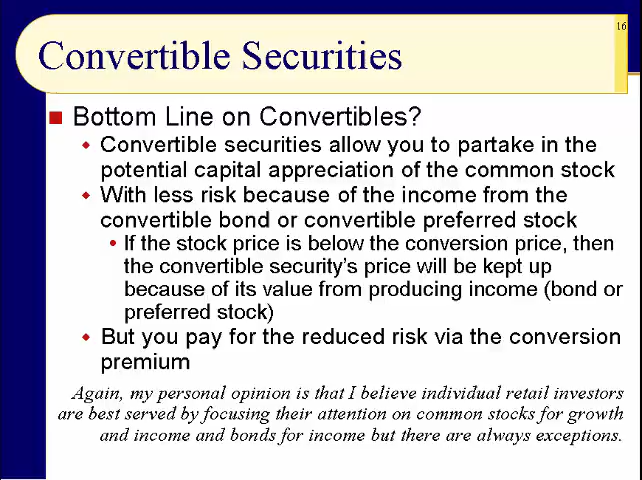 16
Convertible Securities
Bottom Line on Convertibles?
Convertible securities allow you to partake in the
potential capital appreciation of the common stock
With less risk because of the income from the
convertible bond or convertible preferred stock
If the stock price is below the conversion price, then
the convertible security's price will be kept up
because of its value from producing income (bond or
preferred stock)
But you pay for the reduced risk via the conversion
premium
Again, my personal opinion is that I believe individual retail investors
are best served by focusing their attention on common stocks for growth
and income and bonds for income but there are always exceptions.